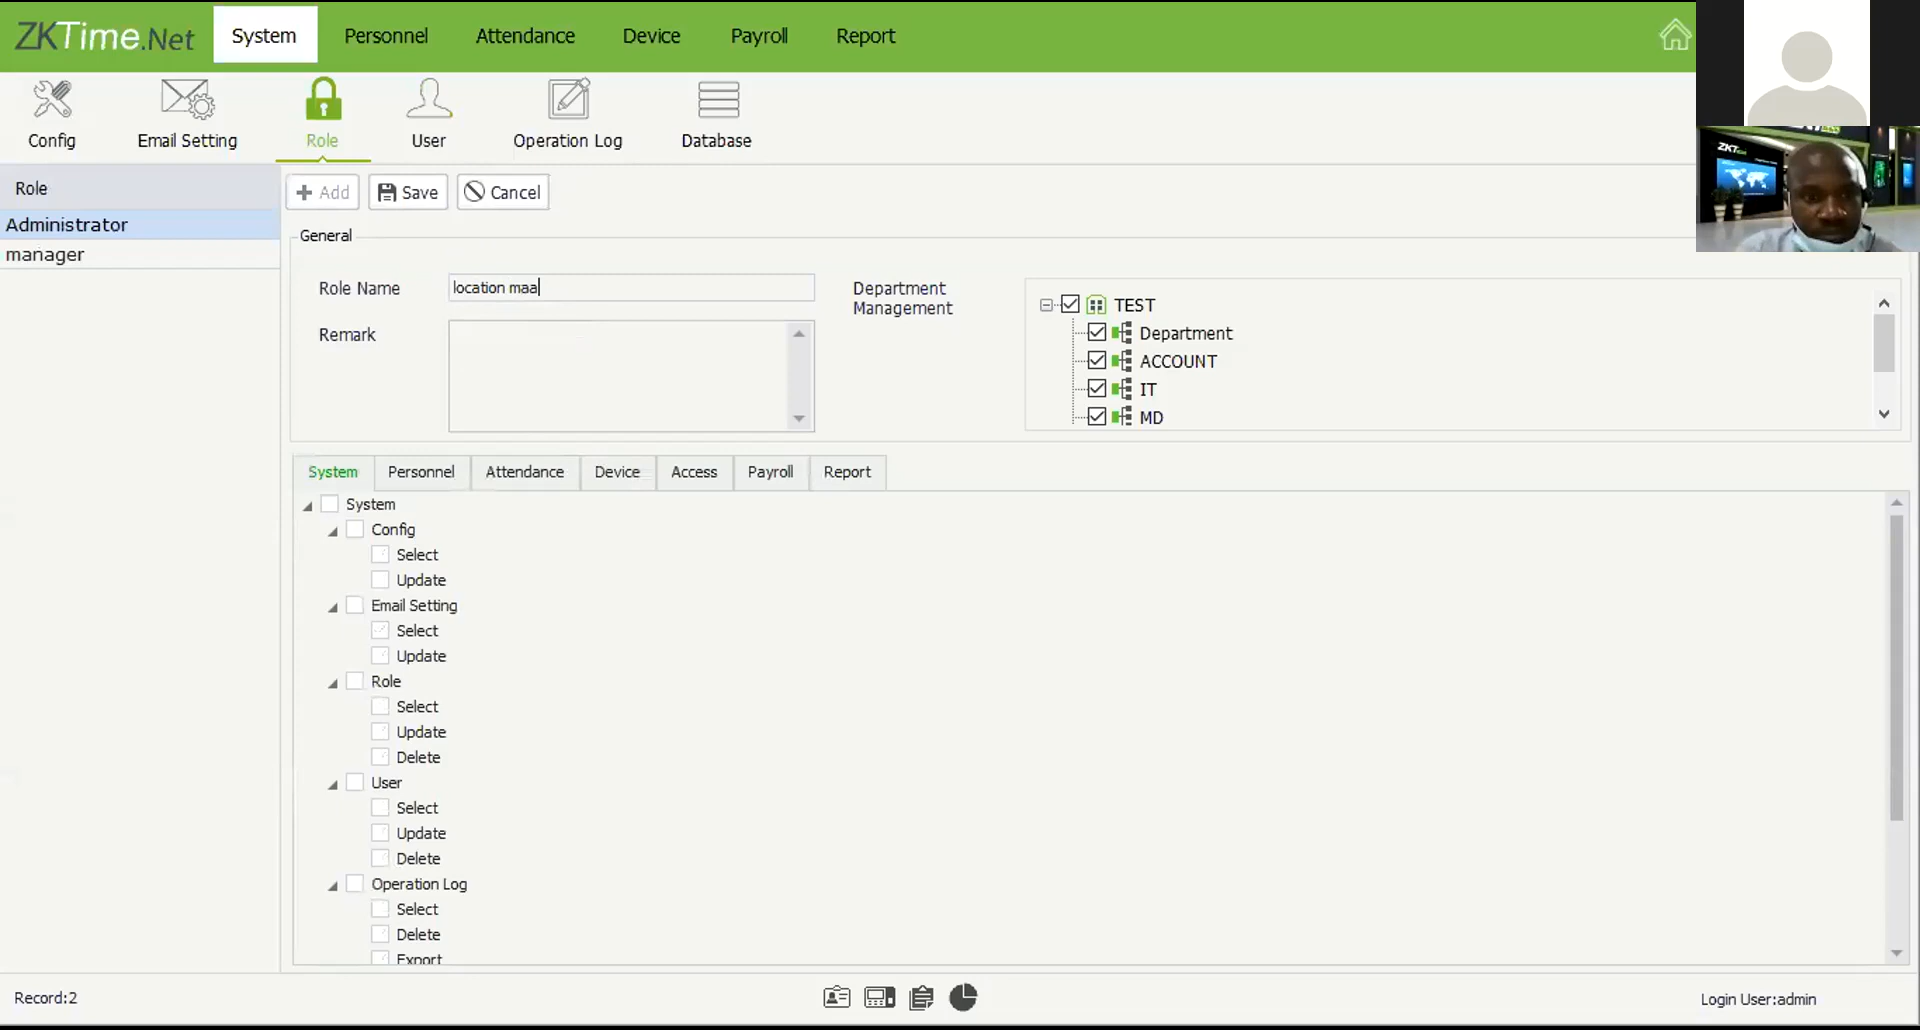 ZKTime.Net System Personnel Attendance Device Payroll Report
Config Email Setting Role User Operation Log Database
Role
Administrator
manager
Add Save Cancel
General
Role Name location maa
Remark
Department
Management
TEST
Department
ACCOUNT
IT
MD
System Personnel Attendance Device Access Payroll Report
System
Config
Select
Update
Email Setting
Select
Update
Role
Select
Update
Delete
User
Select
Update
Delete
Operation Log
Select
Delete
Export
Record:2
Login User:admin
ZKT